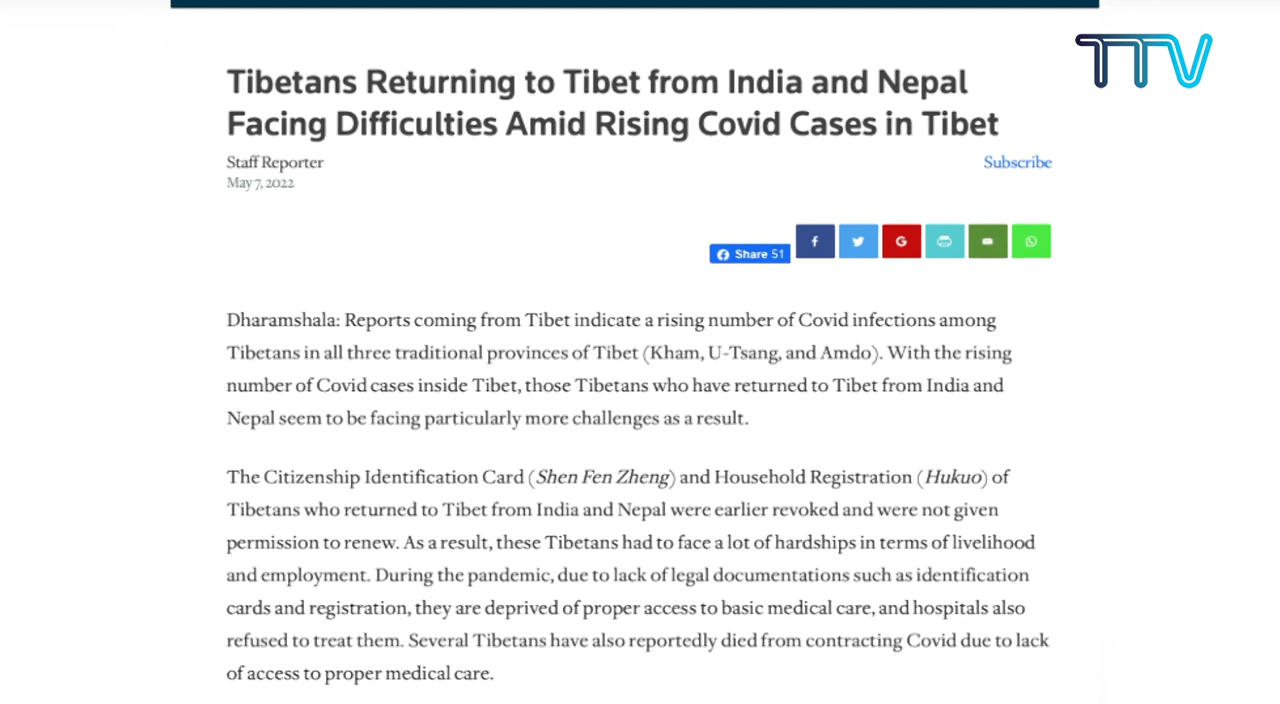 TTV
Tibetans Returning to Tibet from India and Nepal
Facing Difficulties Amid Rising Covid Cases in Tibet
Staff Reporter
Subscribe
May 7, 2022
Share 51
Dharamshala: Reports coming from Tibet indicate a rising number of Covid infections among
Tibetans in all three traditional provinces of Tibet (Kham, U-Tsang, and Amdo). With the rising
number of Covid cases inside Tibet, those Tibetans who have returned to Tibet from India and
Nepal seem to be facing particularly more challenges as a result.
The Citizenship Identification Card (Shen Fen Zheng) and Household Registration (Hukuo) of
Tibetans who returned to Tibet from India and Nepal were earlier revoked and were not given
permission to renew. As a result, these Tibetans had to face a lot of hardships in terms of livelihood
and employment. During the pandemic, due to lack of legal documentations such as identification
cards and registration, they are deprived of proper access to basic medical care, and hospitals also
refused to treat them. Several Tibetans have also reportedly died from contracting Covid due to lack
of access to proper medical care.